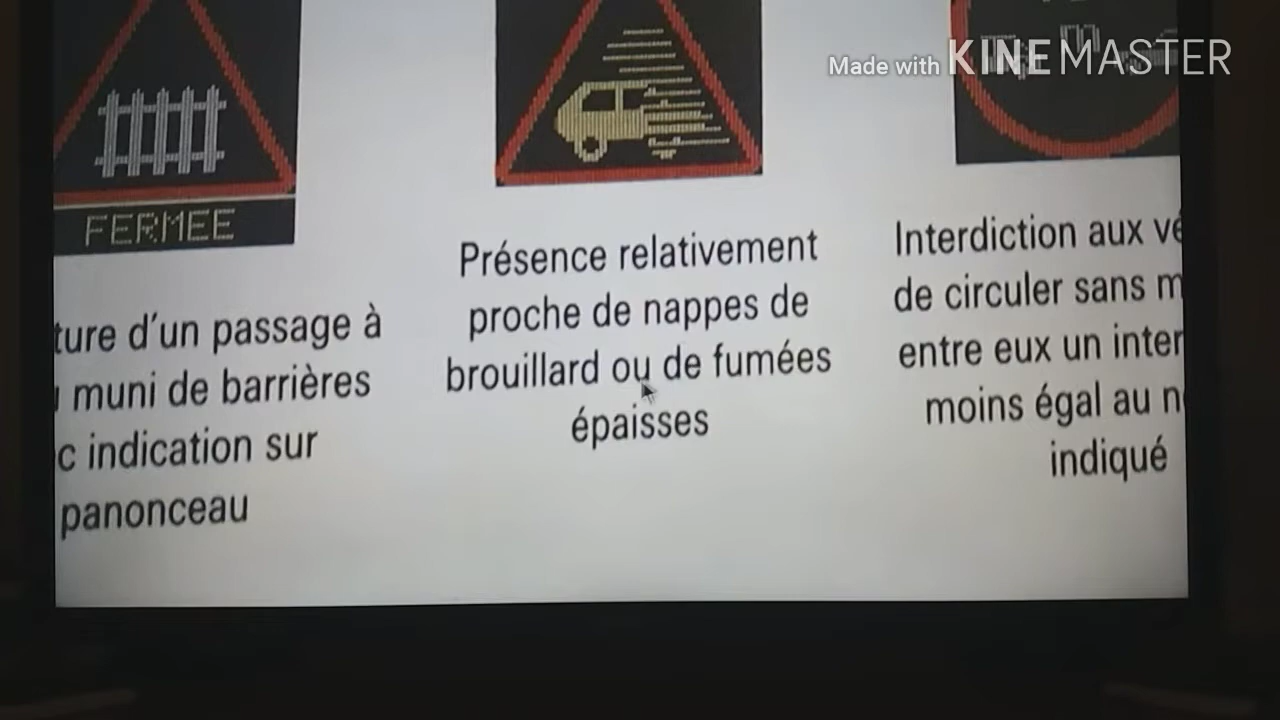 Made with KINEMASTER
FERMEE
d'un passage à
muni de barrières
indication sur
panonceau
Présence relativement
proche de nappes de
brouillard ou de fumées
épaisses
Interdiction aux
de circuler sans
entre eux un
moins égal au
indiqué